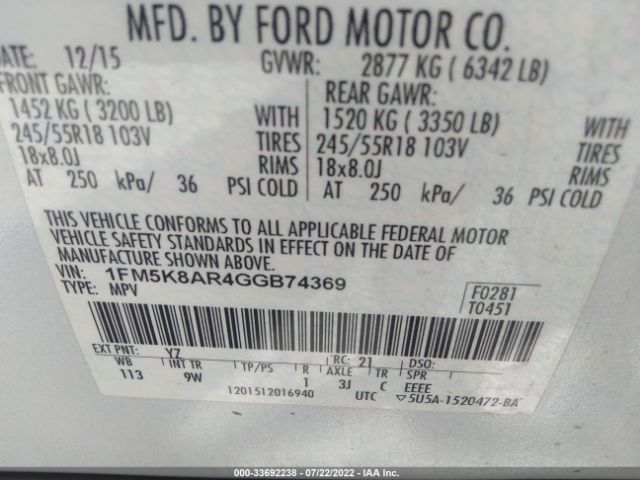 MFD. BY FORD MOTOR CO.
DATE: 12/15 GVWR: 2877 KG ( 6342 LB)
FRONT GAWR: REAR GAWR:
1452 KG ( 3200 LB) WITH 1520 KG ( 3350 LB) WITH
245/55R18 103V TIRES 245/55R18 103V TIRES
18x8.0J RIMS 18x8.0J RIMS
AT 250 kPa/ 36 PSI COLD AT 250 kPa/ 36 PSI COLD
THIS VEHICLE CONFORMS TO ALL APPLICABLE FEDERAL MOTOR
VEHICLE SAFETY STANDARDS IN EFFECT ON THE DATE OF
MANUFACTURE SHOWN ABOVE.
VIN: 1FM5K8AR4GGB74369
TYPE: MPV
F0281
T0451
EXT PNT: YZ RC: 21 DSO:
WB INT TR TP/PS R AXLE TR SPR
113 9W 1 3J C EEEE
1201512016940 UTC ▽5U5A-1520472-BA
000-33692238 - 07/22/2022 - IAA Inc.